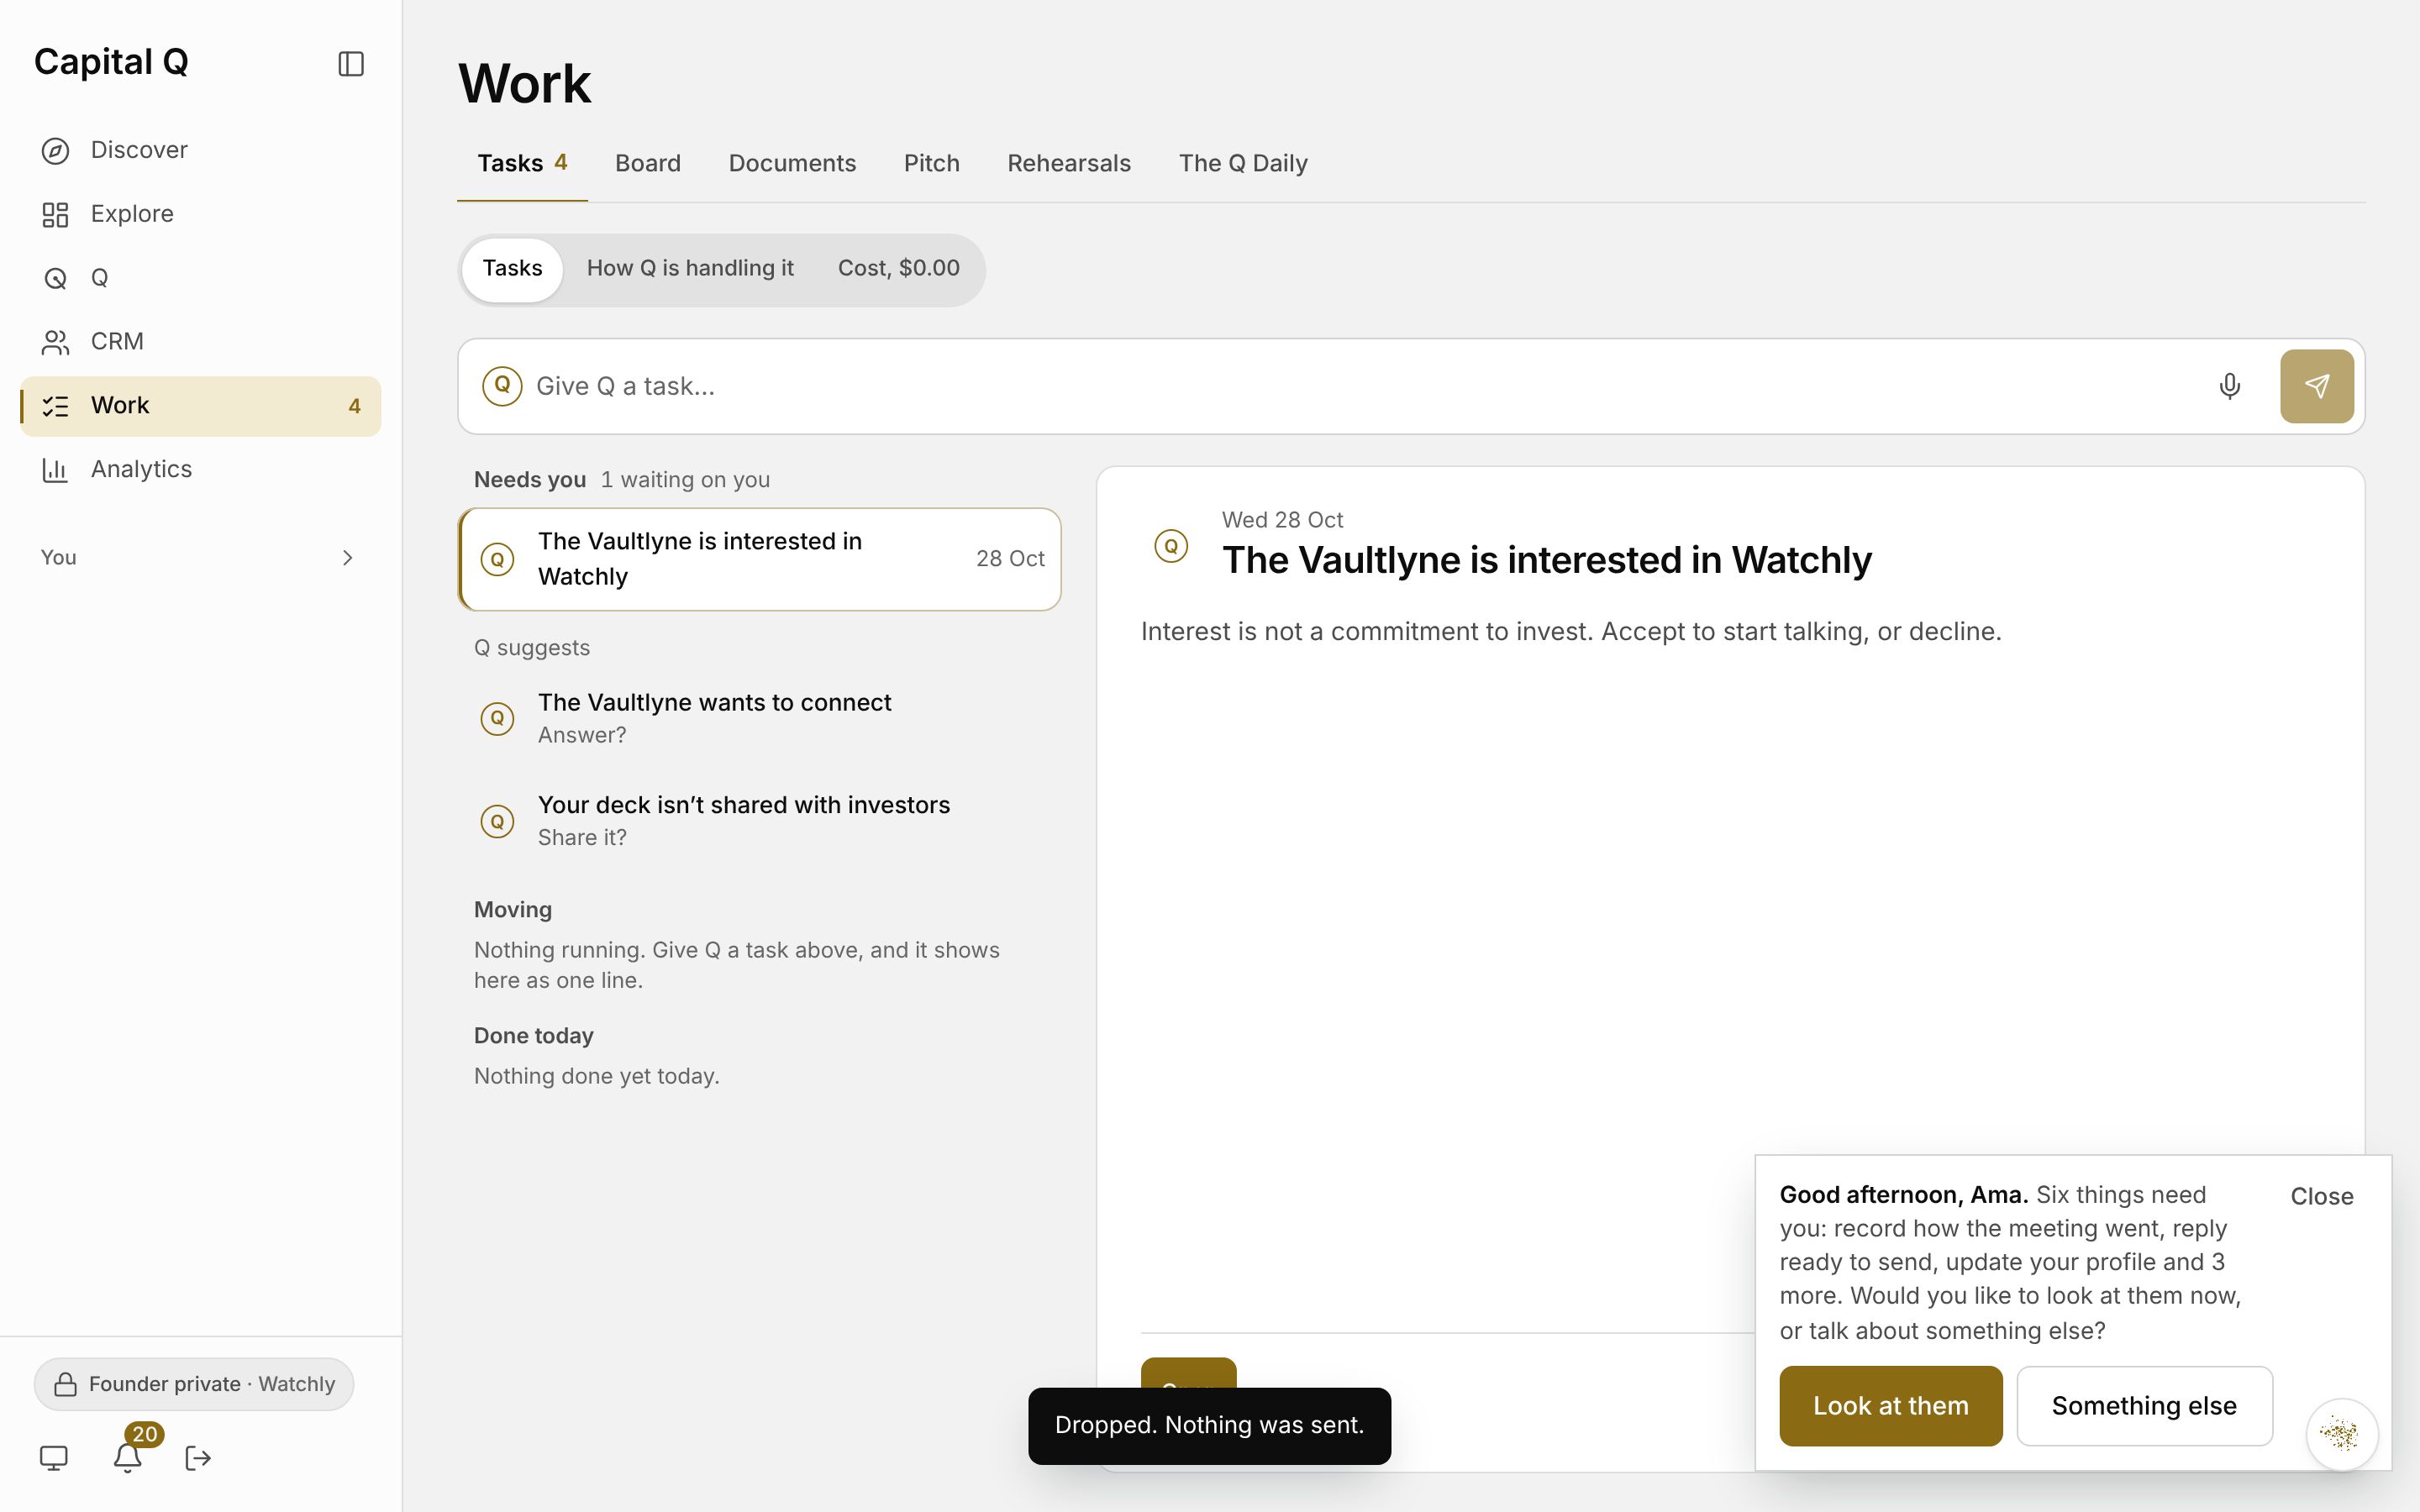 Capital Q
Discover
Explore
Q
CRM
Work 4
Analytics
You
Founder private · Watchly
20
Work
Tasks 4 Board Documents Pitch Rehearsals The Q Daily
Tasks How Q is handling it Cost, $0.00
Q Give Q a task...
Needs you 1 waiting on you
Q The Vaultlyne is interested in
Watchly
28 Oct
Q suggests
Q The Vaultlyne wants to connect
Answer?
Q Your deck isn’t shared with investors
Share it?
Moving
Nothing running. Give Q a task above, and it shows
here as one line.
Done today
Nothing done yet today.
Wed 28 Oct
Q The Vaultlyne is interested in Watchly
Interest is not a commitment to invest. Accept to start talking, or decline.
Dropped. Nothing was sent.
Good afternoon, Ama. Six things need
you: record how the meeting went, reply
ready to send, update your profile and 3
more. Would you like to look at them now,
or talk about something else?
Close
Look at them Something else